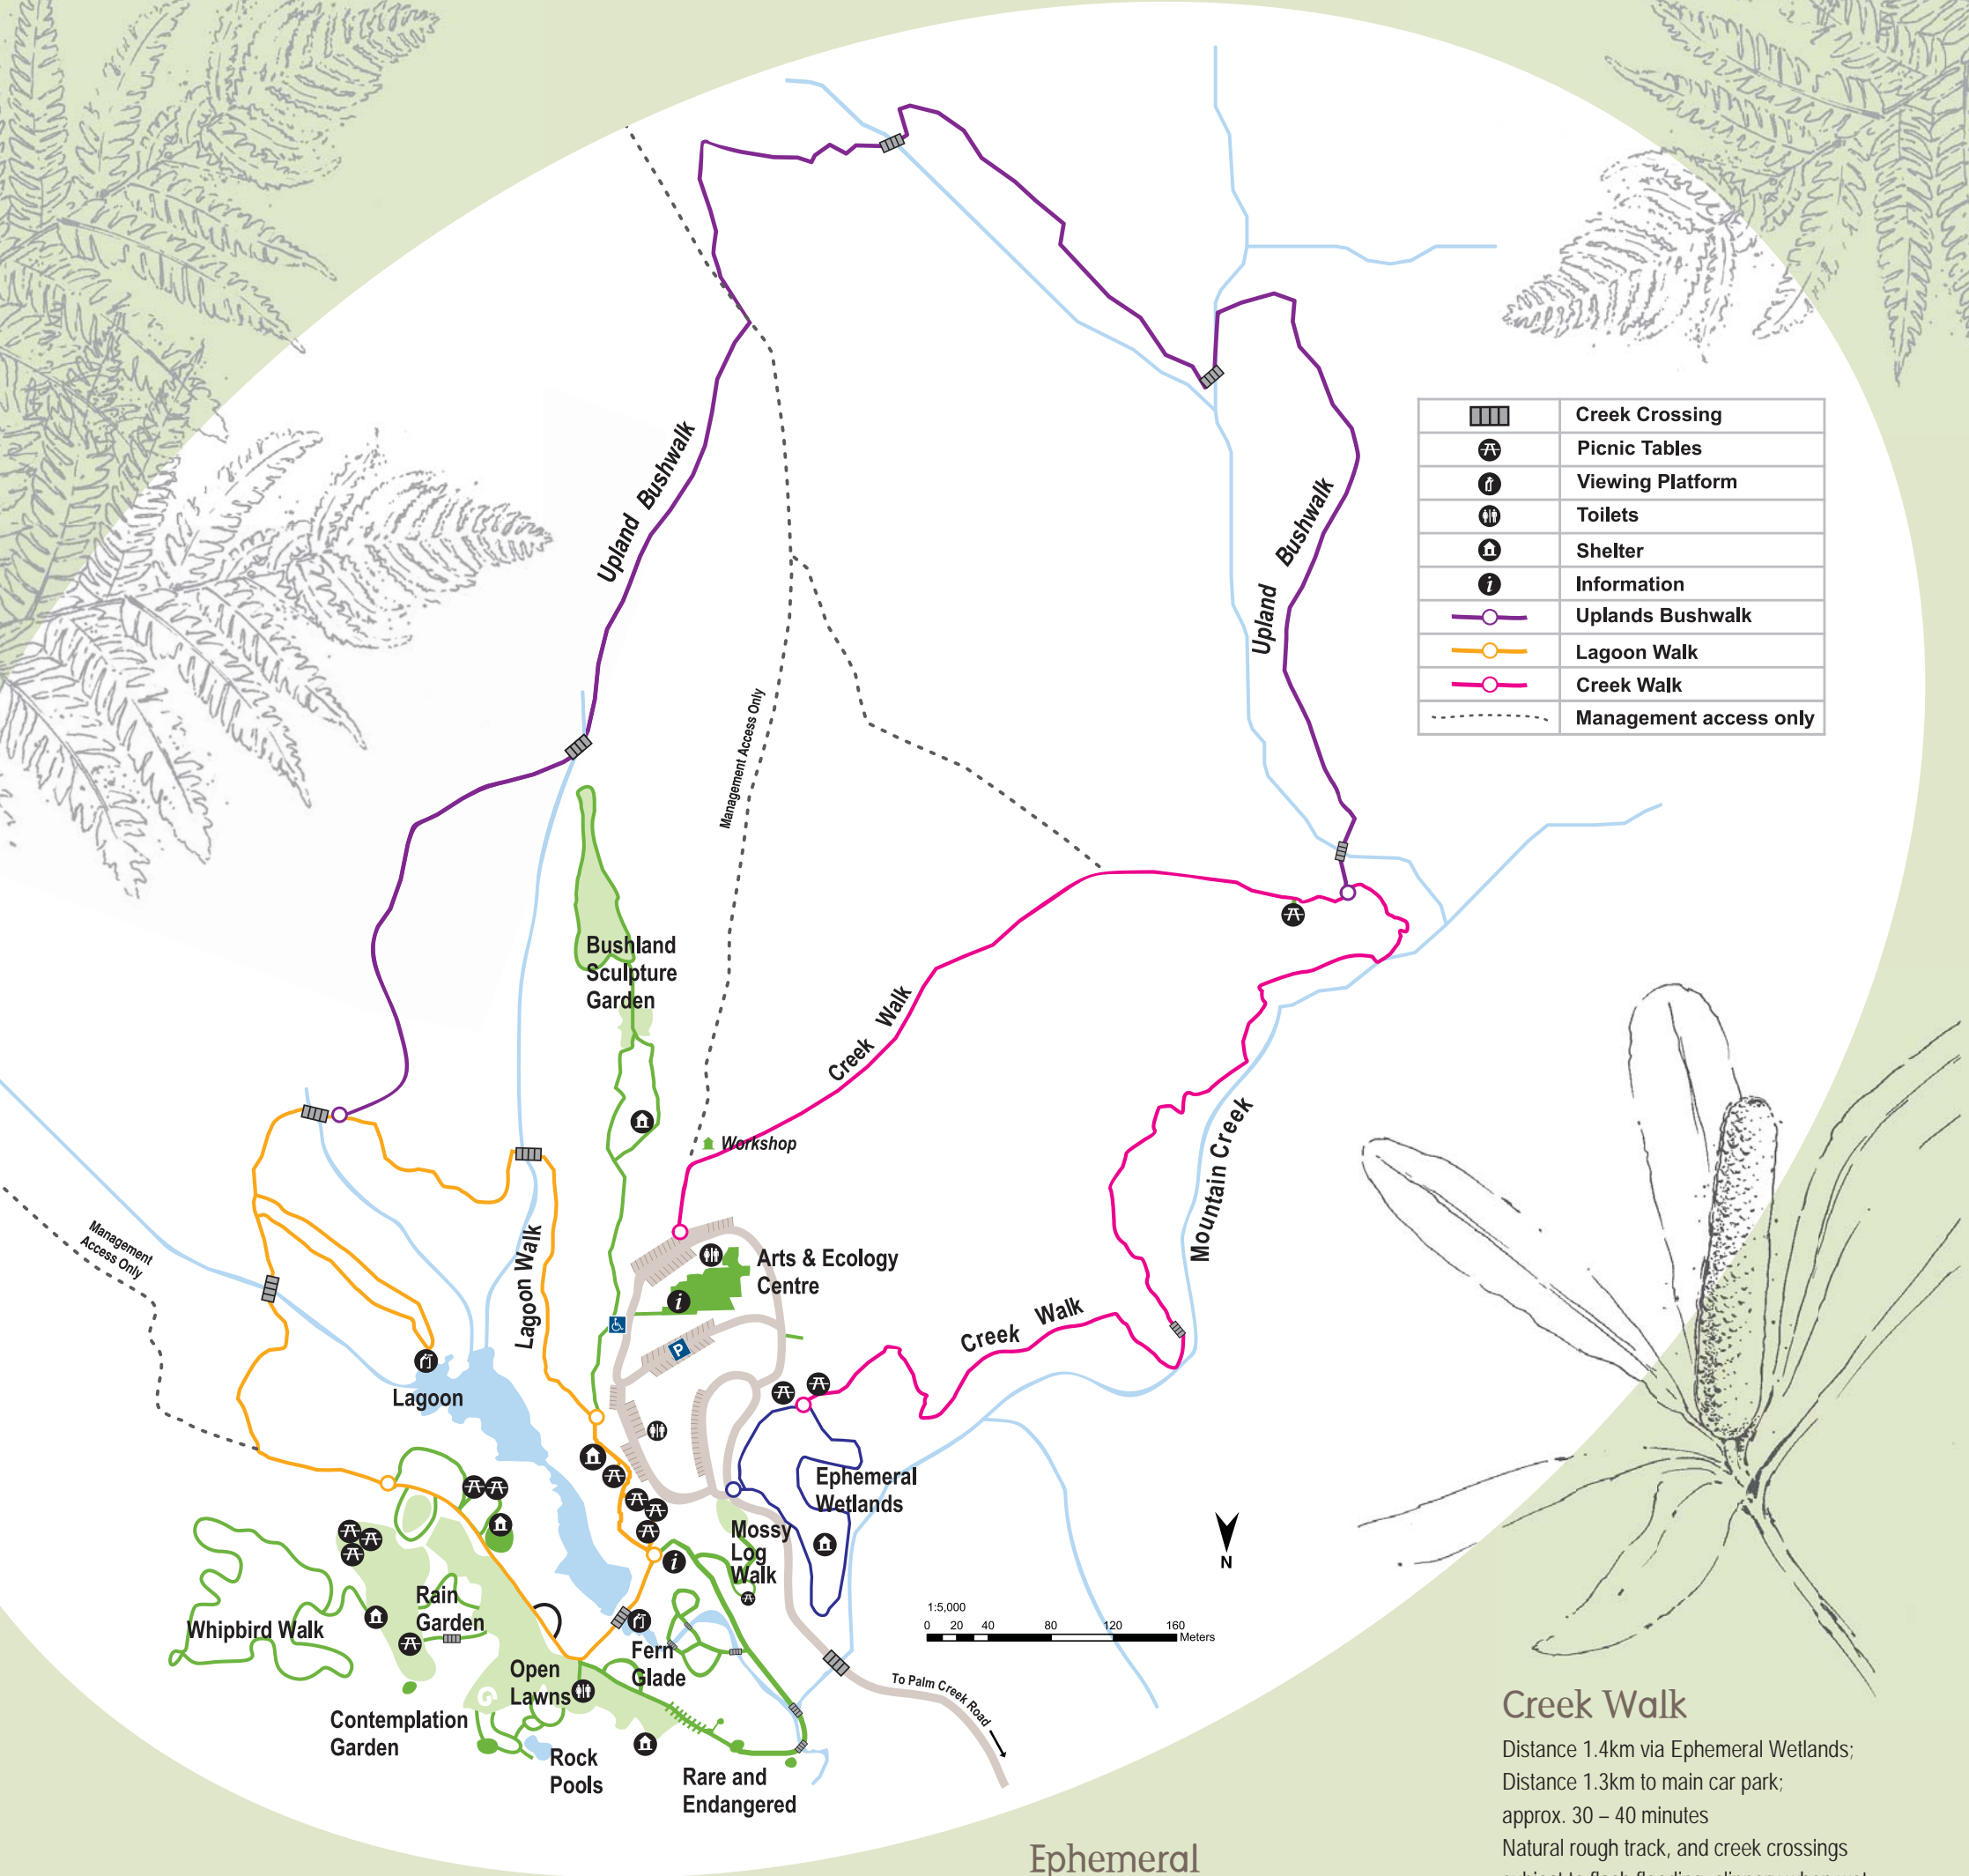 Upland Bushwalk
Upland Bushwalk
Creek Crossing
Picnic Tables
Viewing Platform
Toilets
Shelter
i Information
Uplands Bushwalk
Lagoon Walk
Creek Walk
Management access only
Management Access Only
Bushland
Sculpture
Garden
Creek Walk
Workshop
Mountain Creek
Management
Access Only
Lagoon Walk
Arts & Ecology
Centre
i
P
Creek Walk
Lagoon
Ephemeral
Wetlands
Mossy
Log
Walk
i
N
Rain
Garden
Whipbird Walk
1:5,000
0 20 40 80 120 160
Meters
Fern
Glade
Open
Lawns
To Palm Creek Road
Contemplation
Garden
Rock
Pools
Rare and
Endangered
Creek Walk
Distance 1.4km via Ephemeral Wetlands;
Distance 1.3km to main car park;
approx. 30 – 40 minutes
Natural rough track, and creek crossings
Ephemeral